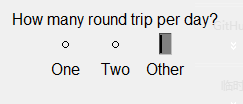 How many round trip per day?
One Two Other